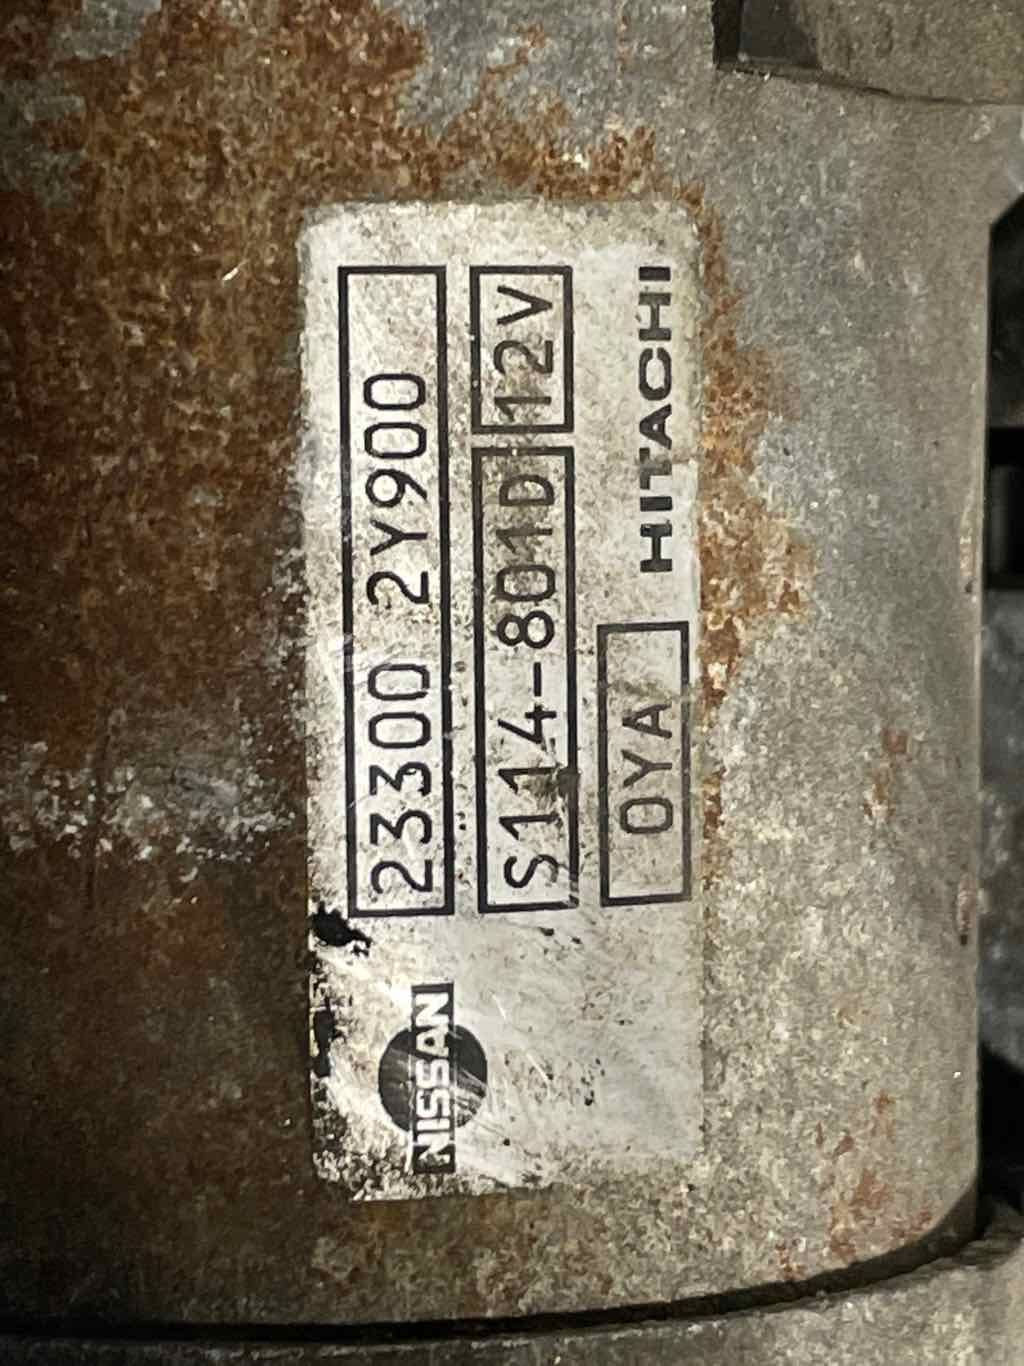 NISSAN
23300 2Y900
S114-801D 12V
0YA HITACHI